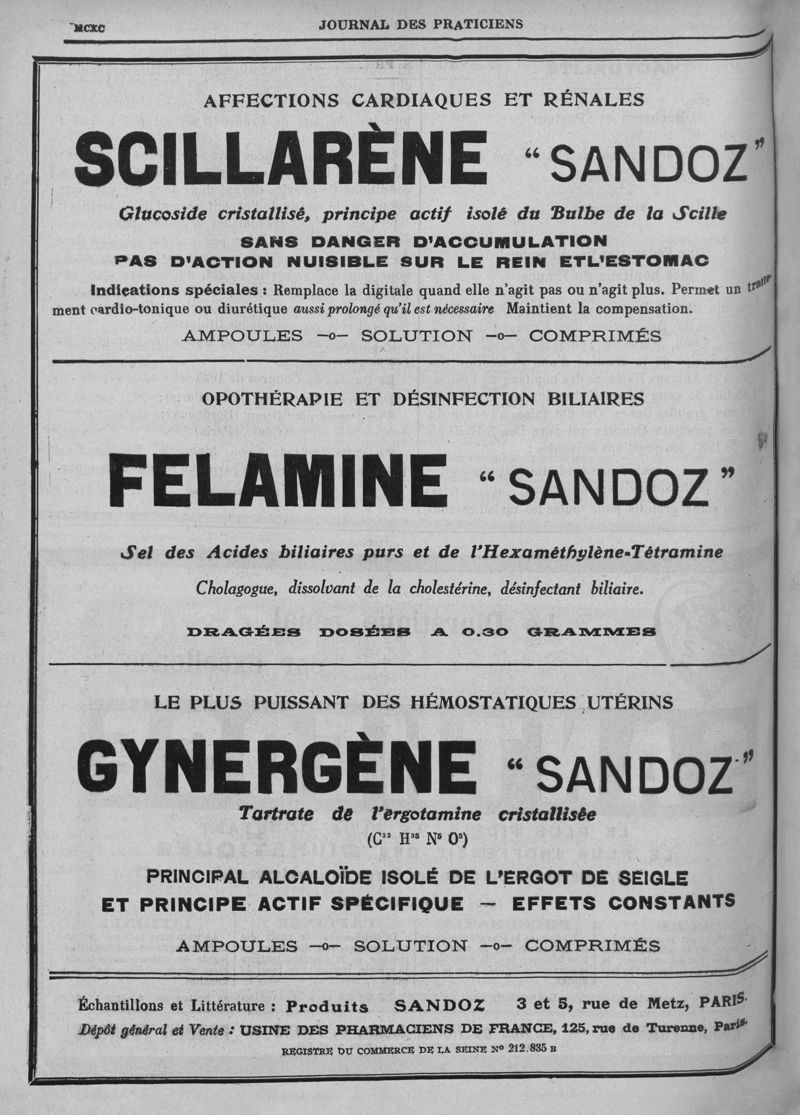 MCXC
JOURNAL DES PRATICIENS
AFFECTIONS CARDIAQUES ET RÉNALES
SCILLARÈNE "SANDOZ"
Glucoside cristallisé, principe actif isolé du Bulbe de la Scille
SANS DANGER D'ACCUMULATION
PAS D'ACTION NUISIBLE SUR LE REIN ETL'ESTOMAC
Indications spéciales : Remplace la digitale quand elle n'agit pas ou n'agit plus. Permet un traite-
ment cardio-tonique ou diurétique aussi prolongé qu'il est nécessaire Maintient la compensation.
AMPOULES —o— SOLUTION —o— COMPRIMÉS
OPOTHÉRAPIE ET DÉSINFECTION BILIAIRES
FELAMINE "SANDOZ"
Sel des Acides biliaires purs et de l'Hexaméthylène-Tétramine
Cholagogue, dissolvant de la cholestérine, désinfectant biliaire.
DRAGÉES DOSÉES A 0.30 GRAMMES
LE PLUS PUISSANT DES HÉMOSTATIQUES UTÉRINS
GYNERGÈNE "SANDOZ"
Tartrate de l'ergotamine cristallisée
(C³³ H³⁵ N⁵ O⁵)
PRINCIPAL ALCALOÏDE ISOLÉ DE L'ERGOT DE SEIGLE
ET PRINCIPE ACTIF SPÉCIFIQUE — EFFETS CONSTANTS
AMPOULES —o— SOLUTION —o— COMPRIMÉS
Échantillons et Littérature : Produits SANDOZ 3 et 5, rue de Metz, PARIS.
Dépôt général et Vente : USINE DES PHARMACIENS DE FRANCE, 125, rue de Turenne, Paris.
REGISTRE DU COMMERCE DE LA SEINE Nº 212.835 B